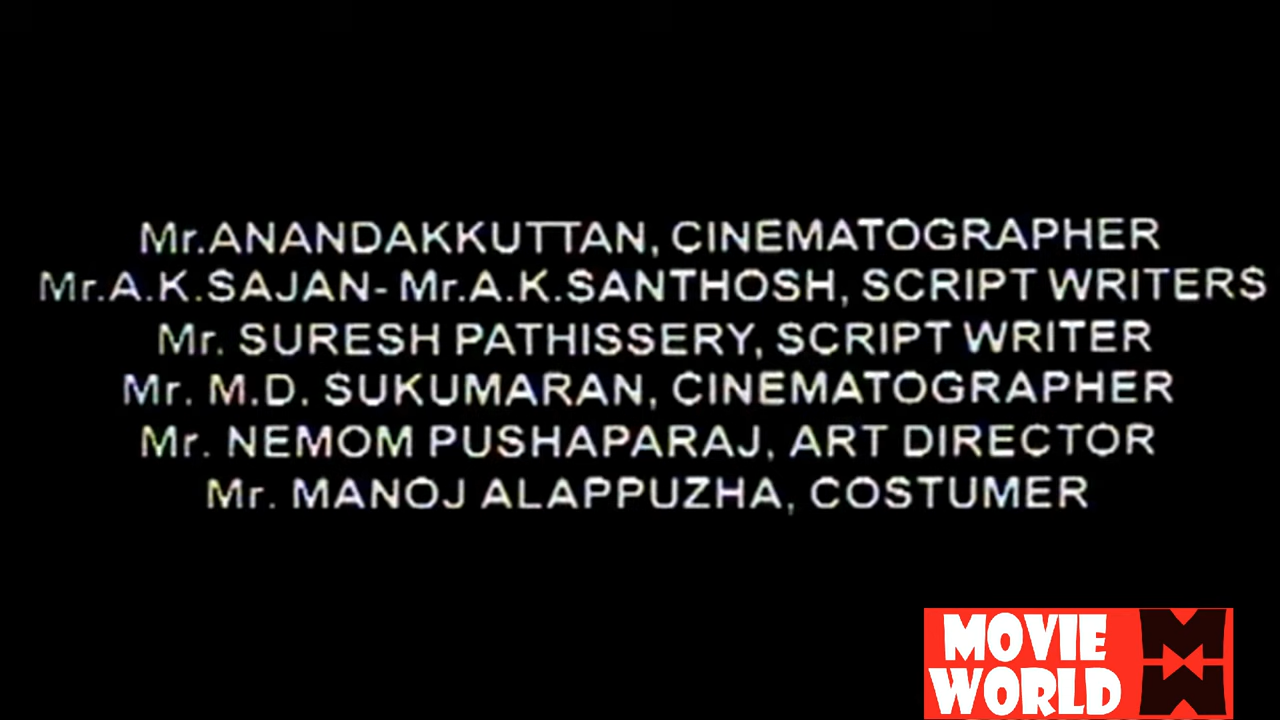 Mr.ANANDAKKUTTAN, CINEMATOGRAPHER
Mr.A.K.SAJAN- Mr.A.K.SANTHOSH, SCRIPT WRITERS
Mr. SURESH PATHISSERY, SCRIPT WRITER
Mr. M.D. SUKUMARAN, CINEMATOGRAPHER
Mr. NEMOM PUSHAPARAJ, ART DIRECTOR
Mr. MANOJ ALAPPUZHA, COSTUMER
MOVIE
WORLD